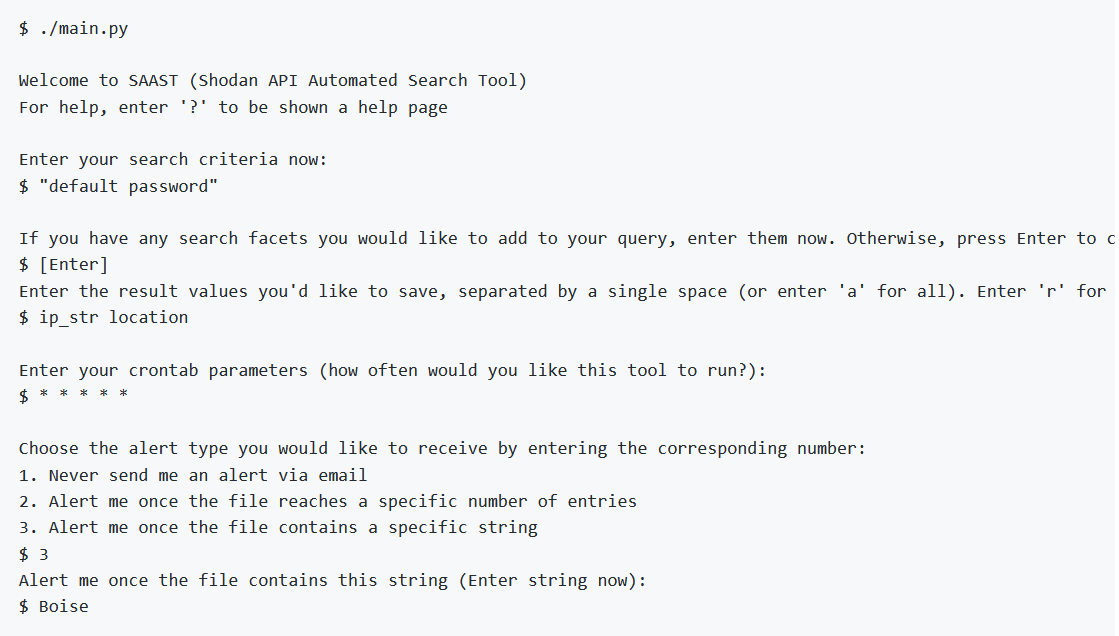 $ ./main.py
Welcome to SAAST (Shodan API Automated Search Tool)
For help, enter '?' to be shown a help page
Enter your search criteria now:
$ "default password"
If you have any search facets you would like to add to your query, enter them now. Otherwise, press Enter to c
$ [Enter]
Enter the result values you'd like to save, separated by a single space (or enter 'a' for all). Enter 'r' for
$ ip_str location
Enter your crontab parameters (how often would you like this tool to run?):
$ * * * * *
Choose the alert type you would like to receive by entering the corresponding number:
1. Never send me an alert via email
2. Alert me once the file reaches a specific number of entries
3. Alert me once the file contains a specific string
$ 3
Alert me once the file contains this string (Enter string now):
$ Boise